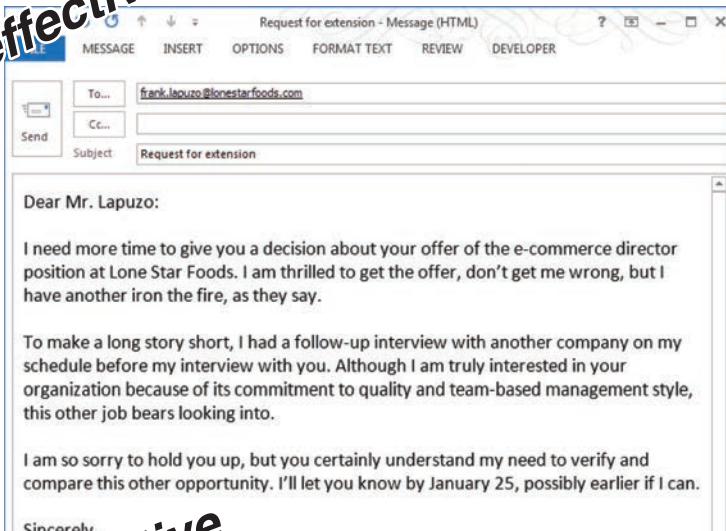 effectiv
Request for extension - Message (HTML)
FILE MESSAGE INSERT OPTIONS FORMAT TEXT REVIEW DEVELOPER
To... frank.lapuzo@lonestarfoods.com
Cc...
Send
Subject Request for extension
Dear Mr. Lapuzo:
I need more time to give you a decision about your offer of the e-commerce director
position at Lone Star Foods. I am thrilled to get the offer, don't get me wrong, but I
have another iron the fire, as they say.
To make a long story short, I had a follow-up interview with another company on my
schedule before my interview with you. Although I am truly interested in your
organization because of its commitment to quality and team-based management style,
this other job bears looking into.
I am so sorry to hold you up, but you certainly understand my need to verify and
compare this other opportunity. I'll let you know by January 25, possibly earlier if I can.
Sincerely
ive